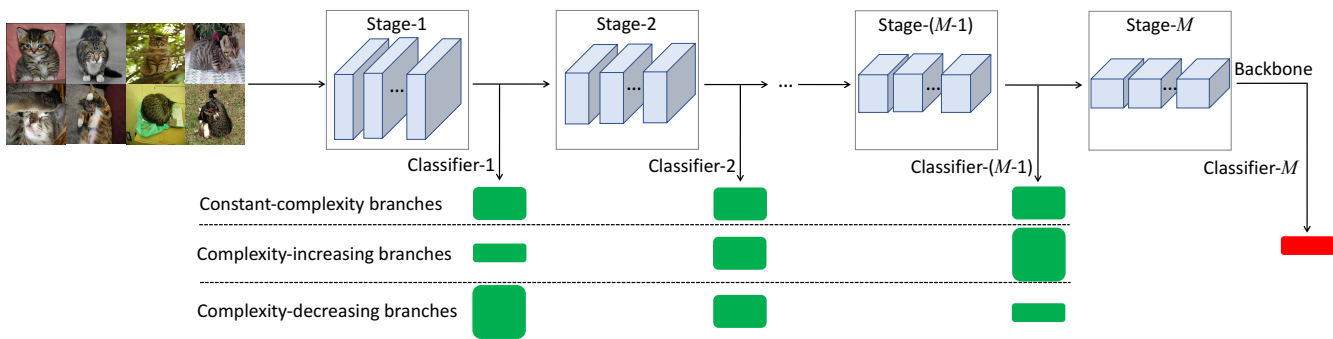 Stage-1
Stage-2
Stage-(M-1)
Stage-M
...
...
...
...
...
...
Backbone
Classifier-1
Classifier-2
Classifier-(M-1)
Classifier-M
Constant-complexity branches
Complexity-increasing branches
Complexity-decreasing branches